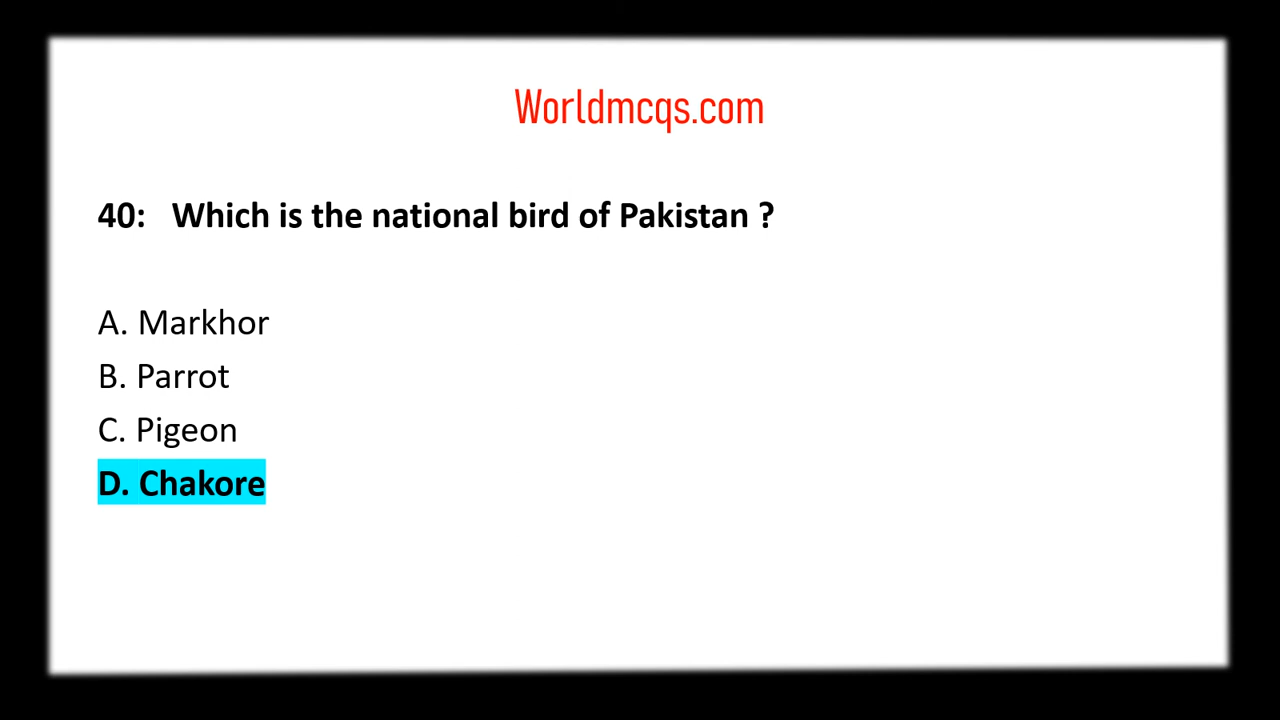 Worldmcqs.com
40: Which is the national bird of Pakistan ?
A. Markhor
B. Parrot
C. Pigeon
D. Chakore